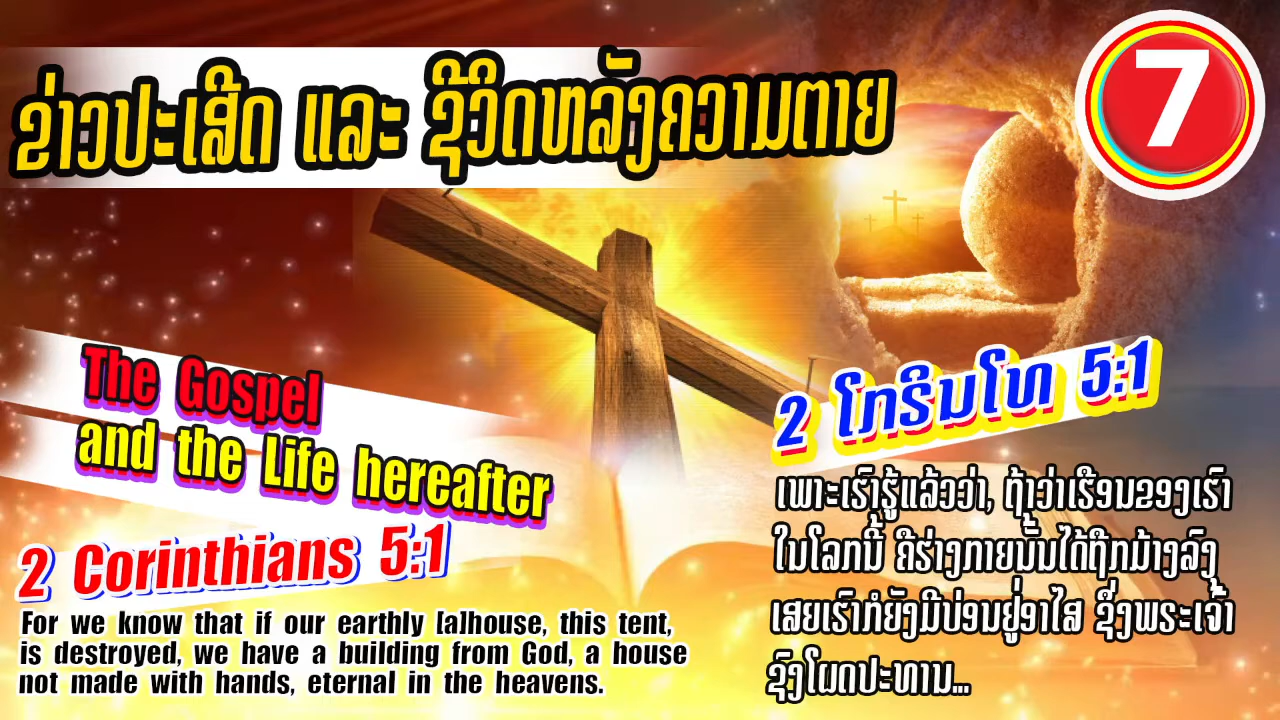 ຂ່າວປະເສີດ ແລະ ຊີວິດຫລັງຄວາມຕາຍ
7
The Gospel
and the Life hereafter
2 Corinthians 5:1
For we know that if our earthly [a]house, this tent,
is destroyed, we have a building from God, a house
not made with hands, eternal in the heavens.
2 ໂກຣິນໂທ 5:1
ເພາະເຮົາຮູ້ແລ້ວວ່າ, ຖ້າວ່າເຮືອນຂອງເຮົາ
ໃນໂລກນີ້ ຄືຮ່າງກາຍນັ້ນໄດ້ຖືກມ້າງລົງ
ເສຍເຮົາກໍຍັງມີບ່ອນຢູ່ອາໄສ ຊຶ່ງພຣະເຈົ້າ
ຊົງໂຜດປະທານ...